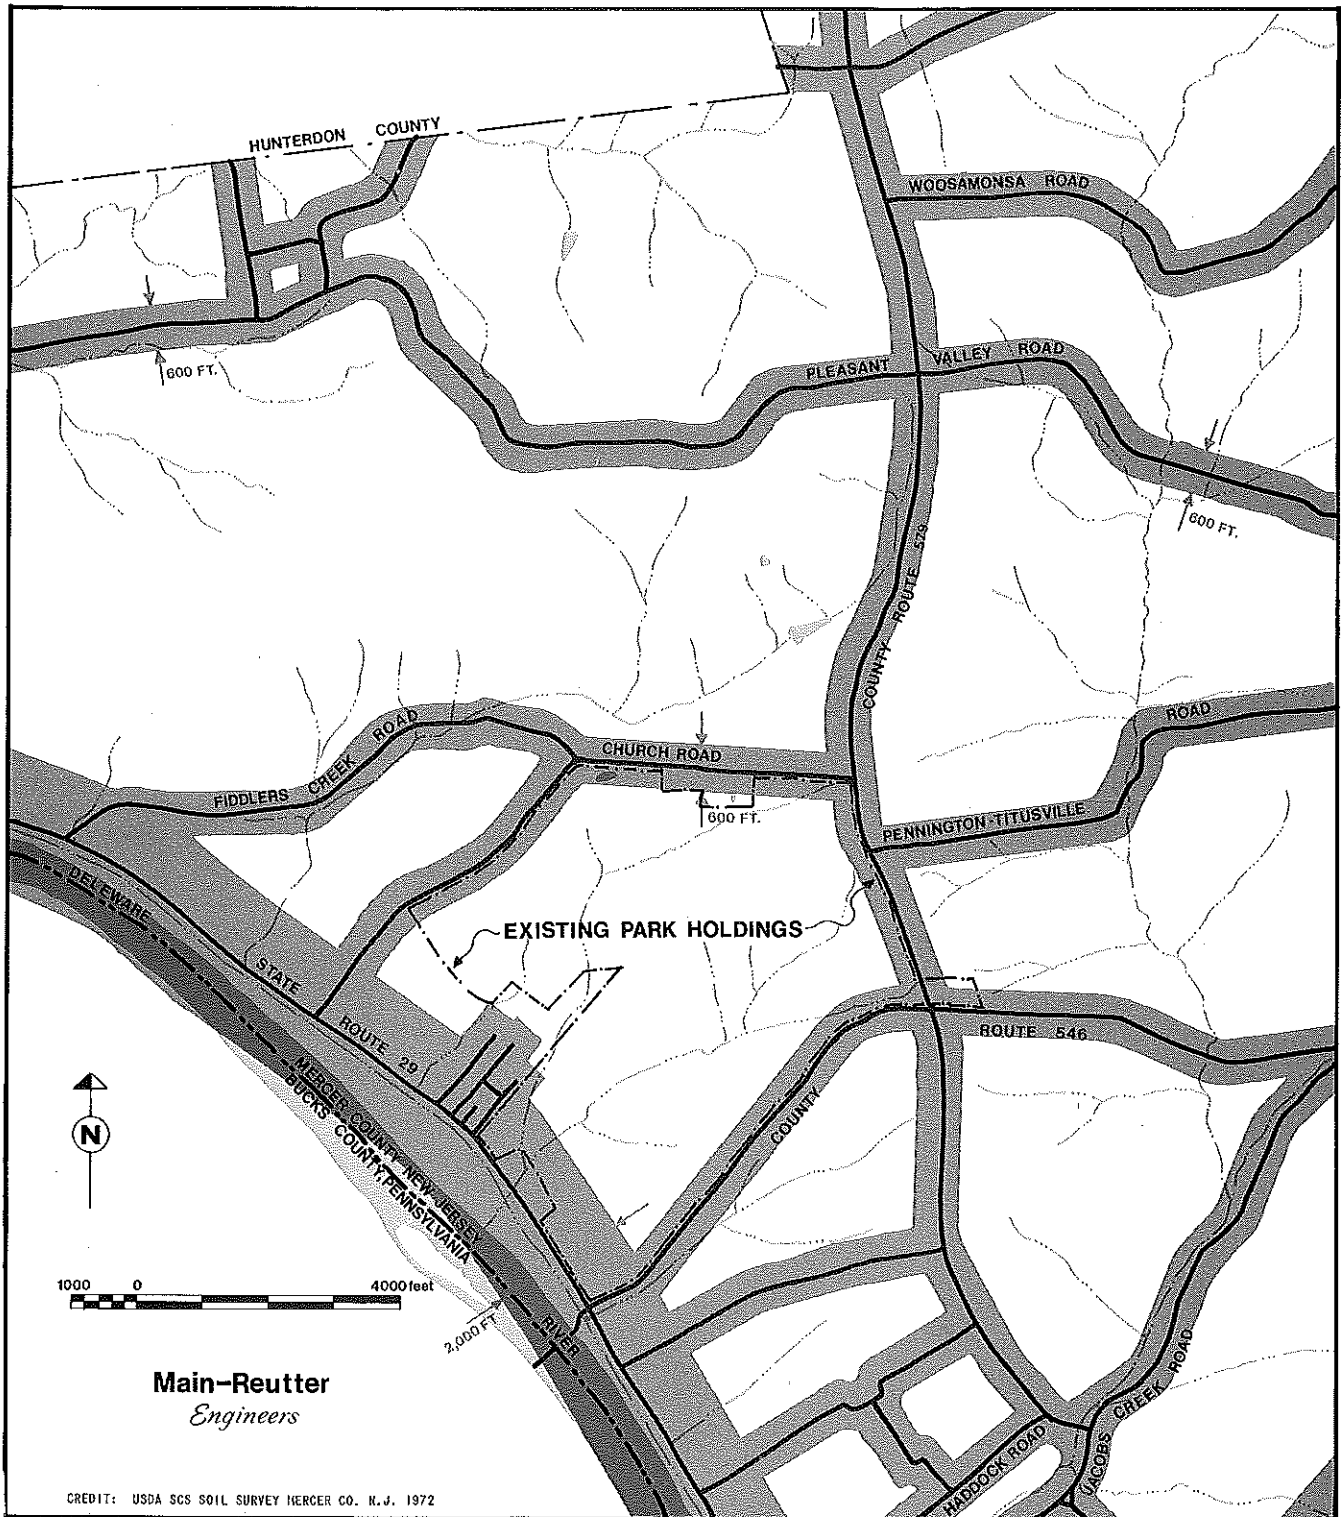 HUNTERDON COUNTY
WOOSAMONSA ROAD
PLEASANT VALLEY ROAD
600 FT.
600 FT.
COUNTY ROUTE 579
FIDDLERS CREEK ROAD
CHURCH ROAD
ROAD
600 FT.
PENNINGTON-TITUSVILLE
DELEWARE
EXISTING PARK HOLDINGS
STATE
ROUTE 29
ROUTE 546
COUNTY
MERCER COUNTY NEW JERSEY
BUCKS COUNTY, PENNSYLVANIA
N
1000 0 4000 feet
2,000 FT
RIVER
Main-Reutter
Engineers
HADDOCK ROAD
JACOBS CREEK ROAD
CREDIT: USDA SCS SOIL SURVEY MERCER CO. N.J. 1972